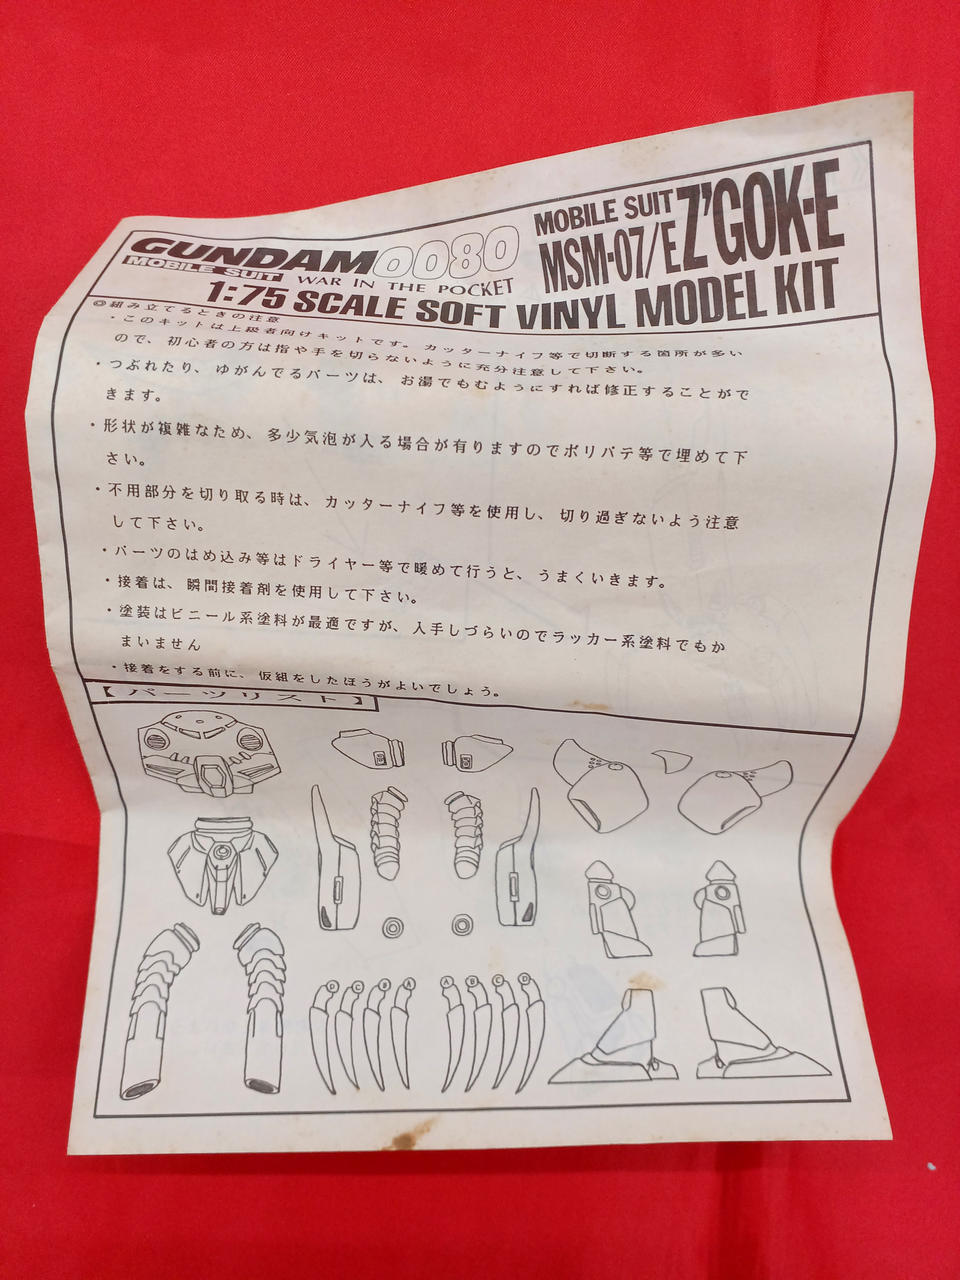 GUNDAM 0080
MOBILE SUIT WAR IN THE POCKET
MOBILE SUIT Z'GOK-E
MSM-07/E
1:75 SCALE SOFT VINYL MODEL KIT
◎組み立てるときの注意
・このキットは上級者向けキットです。カッターナイフ等で切断する箇所が多い
ので、初心者の方は指や手を切らないように充分注意して下さい。
・つぶれたり、ゆがんでるパーツは、お湯でもむようにすれば修正することがで
きます。
・形状が複雑なため、多少気泡が入る場合が有りますのでポリパテ等で埋めて下
さい。
・不用部分を切り取る時は、カッターナイフ等を使用し、切り過ぎないよう注意
して下さい。
・パーツのはめ込み等はドライヤー等で暖めて行うと、うまくいきます。
・接着は、瞬間接着剤を使用して下さい。
・塗装はビニール系塗料が最適ですが、入手しづらいのでラッカー系塗料でもか
まいません
・接着をする前に、仮組をしたほうがよいでしょう。
【パーツリスト】
D C B A A B C D